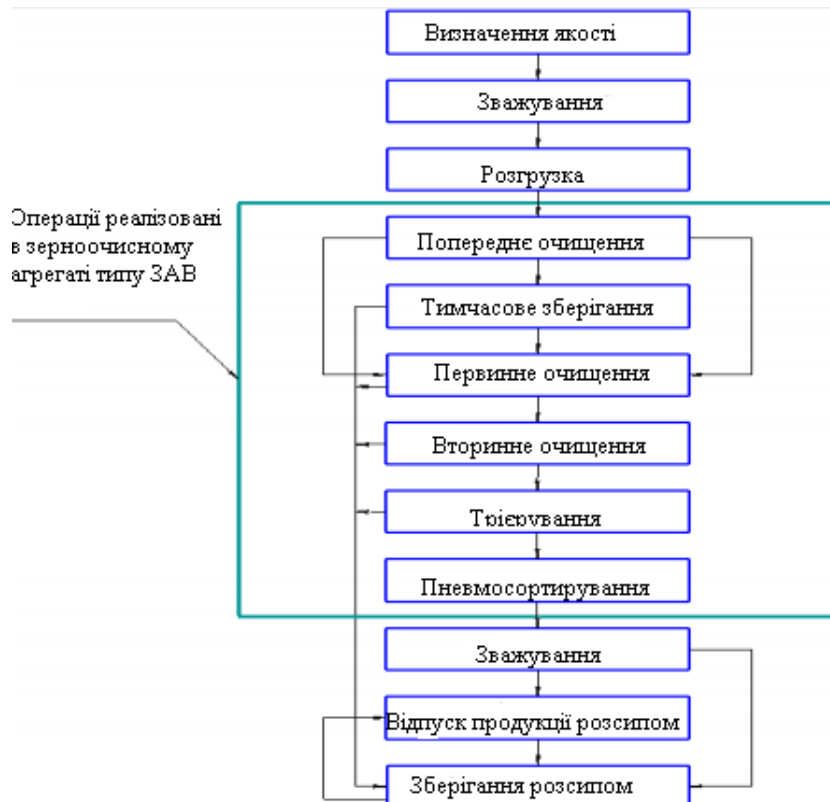 Визначення якості
Зважування
Розгрузка
Операції реалізовані
в зерноочисному
агрегаті типу ЗАВ
Попереднє очищення
Тимчасове зберігання
Первинне очищення
Вторинне очищення
Трієрування
Пневмосортирування
Зважування
Відпуск продукції розсипом
Зберігання розсипом